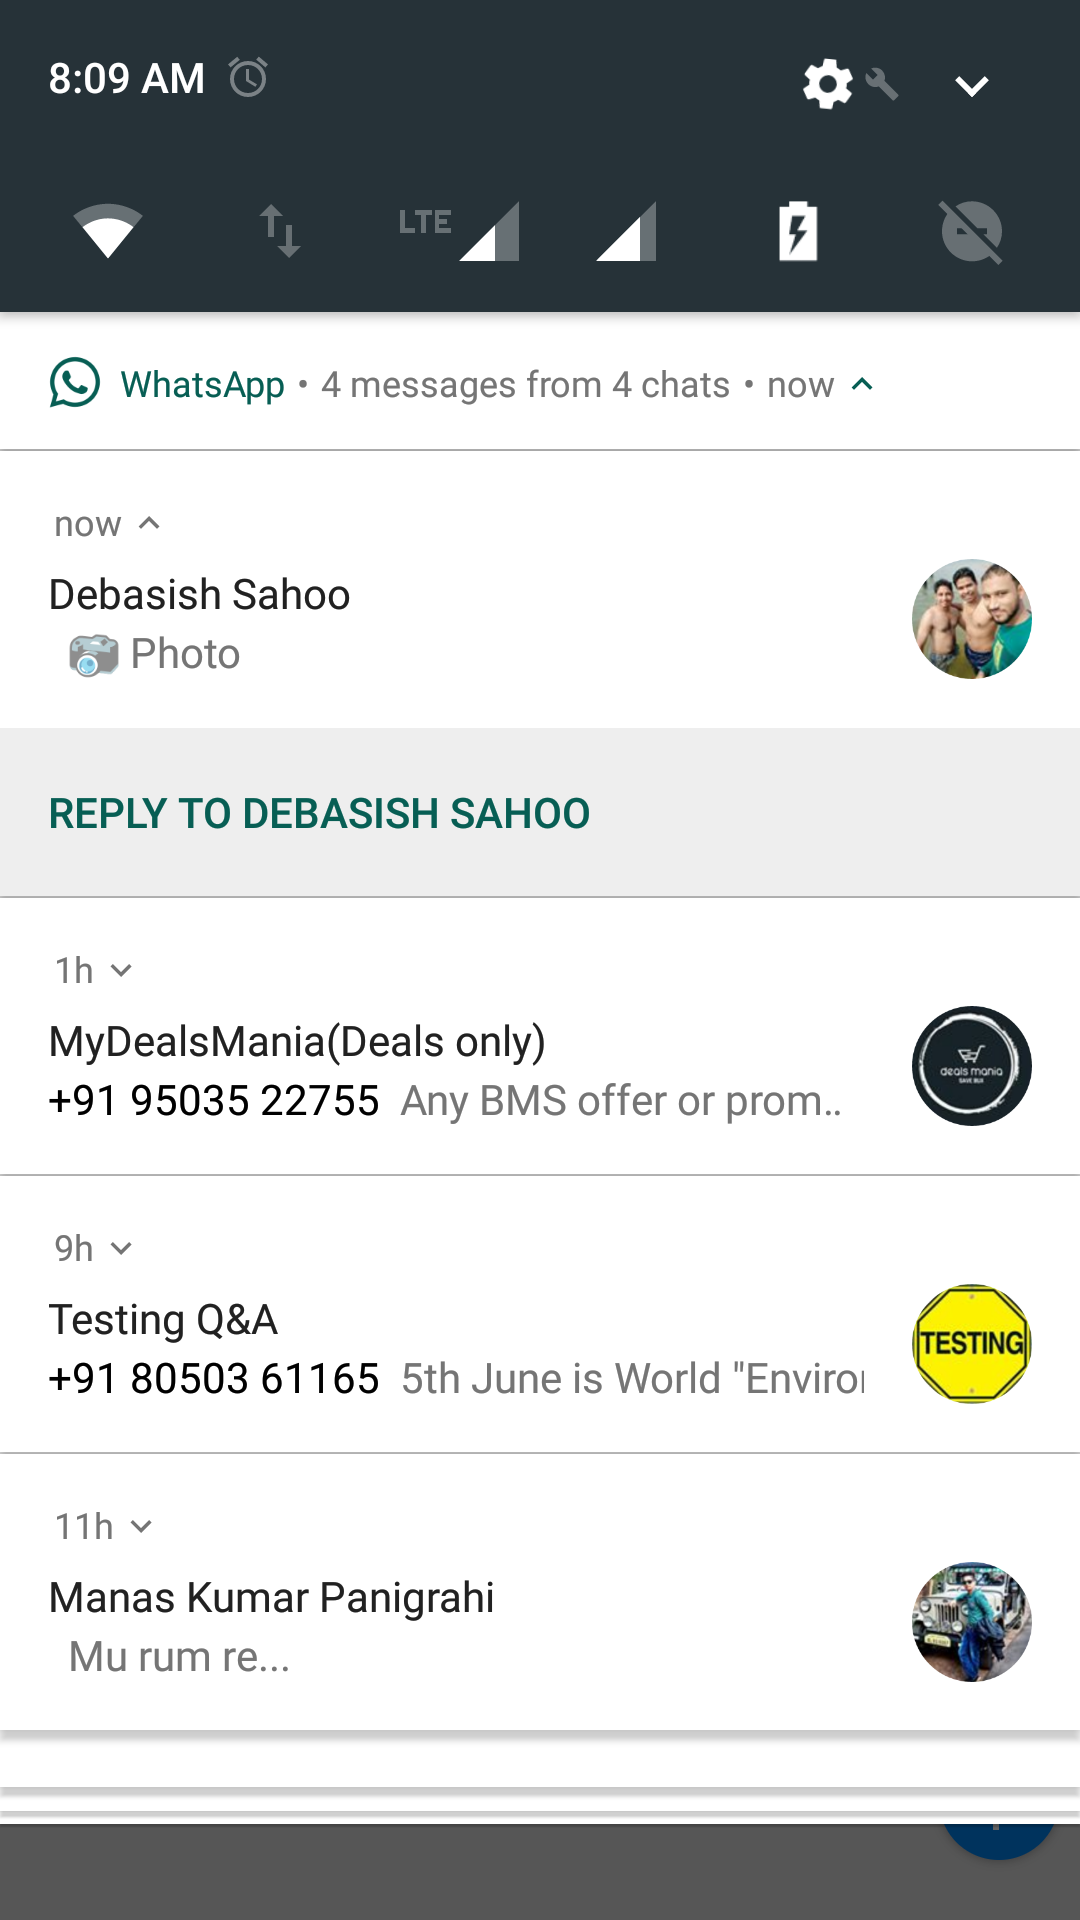 8:09 AM
LTE
WhatsApp • 4 messages from 4 chats • now
now
Debasish Sahoo
Photo
REPLY TO DEBASISH SAHOO
1h
MyDealsMania(Deals only)
+91 95035 22755 Any BMS offer or prom..
deals mania
SAVE BUX
9h
Testing Q&A
+91 80503 61165 5th June is World "Enviro
TESTING
11h
Manas Kumar Panigrahi
Mu rum re...